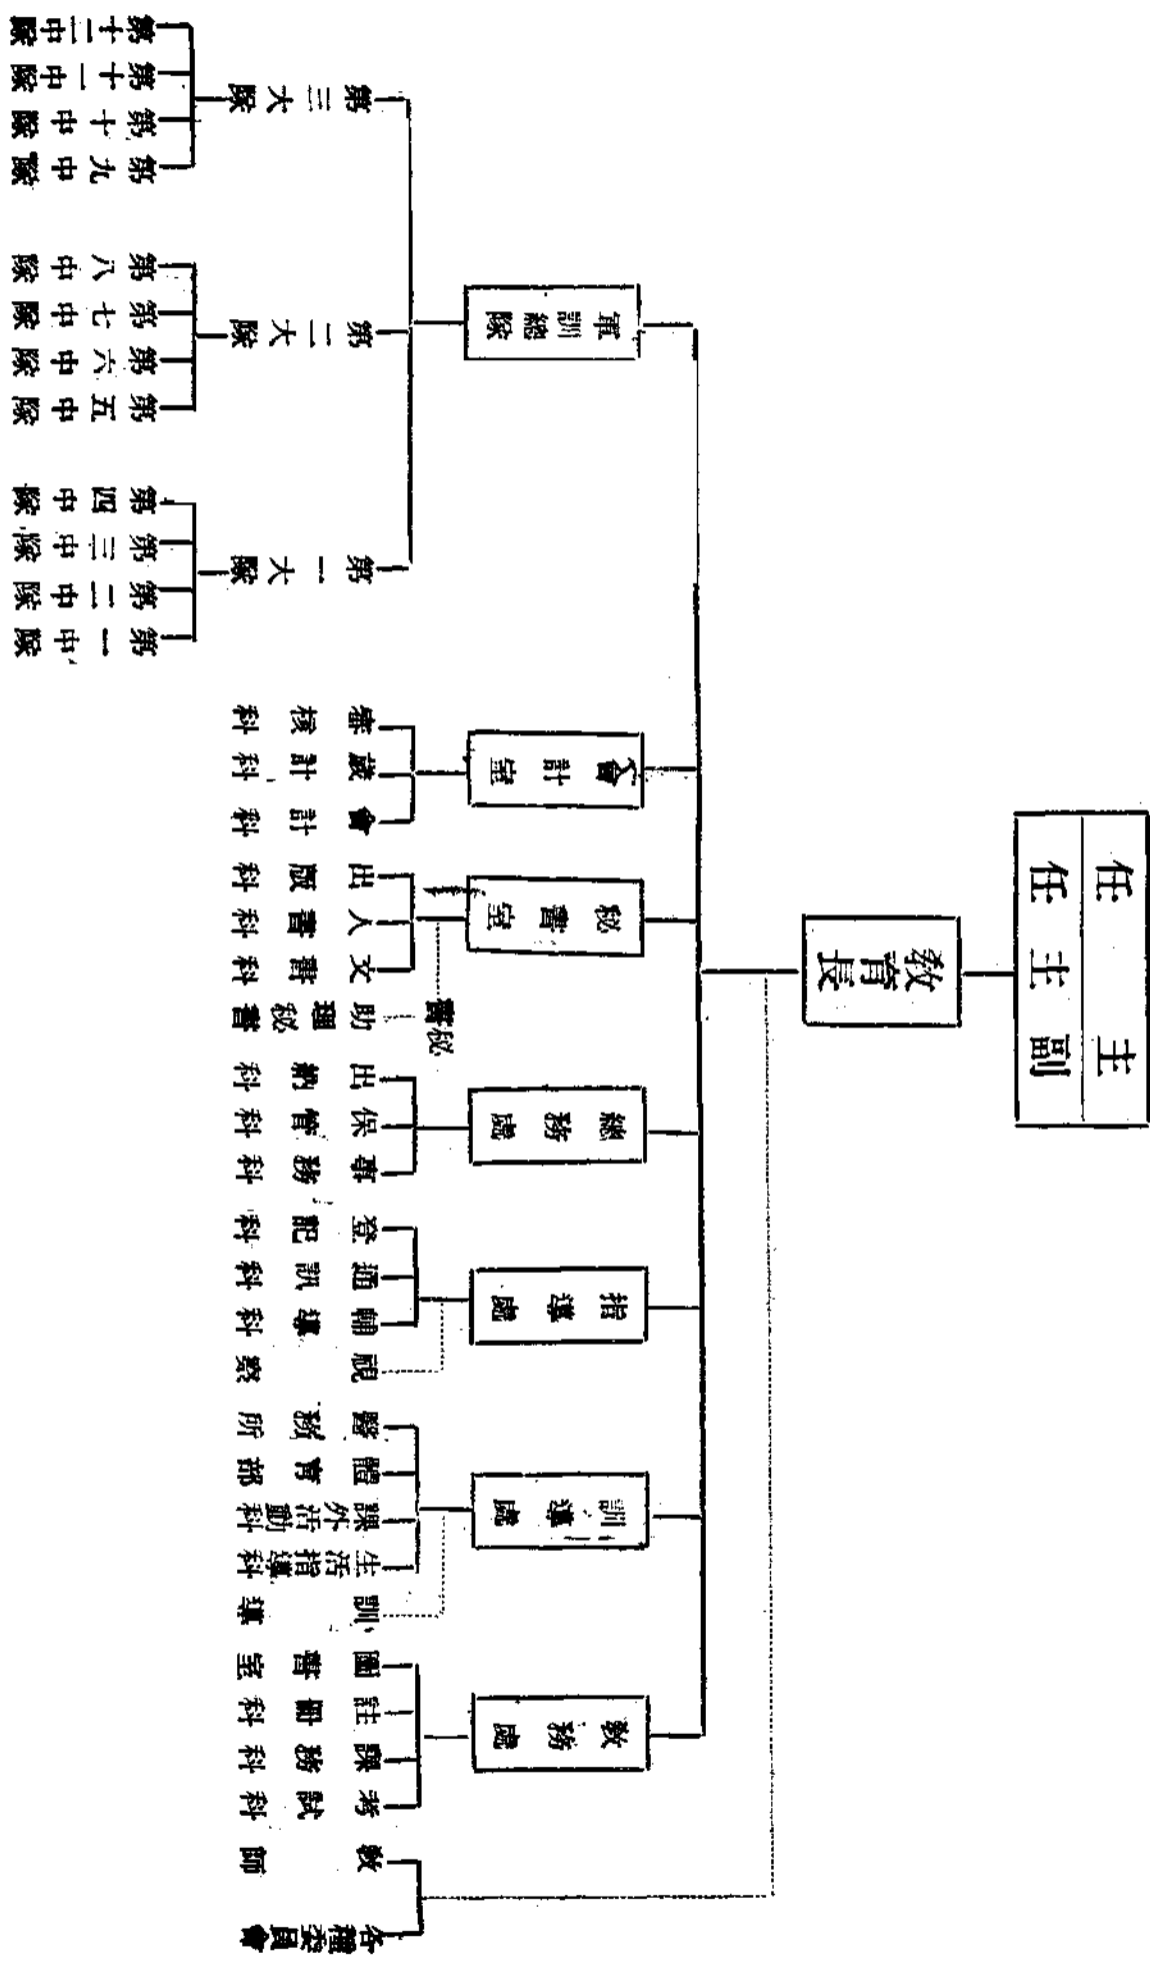 主任
副主任
教育長
各種委員會
教師
教務處
考試科
課務科
註冊科
圖書室
訓導處
訓導
生活指導科
課外活動科
體育部
醫務所
指導處
視察
輔導科
通訊科
登記科
總務處
事務科
保管科
出納科
秘書室
秘書
助理秘書
文書科
人書科
出版科
會計室
會計科
歲計科
審核科
軍訓總隊
第一大隊
第一中隊
第二中隊
第三中隊
第四中隊
第二大隊
第五中隊
第六中隊
第七中隊
第八中隊
第三大隊
第九中隊
第十中隊
第十一中隊
第十二中隊